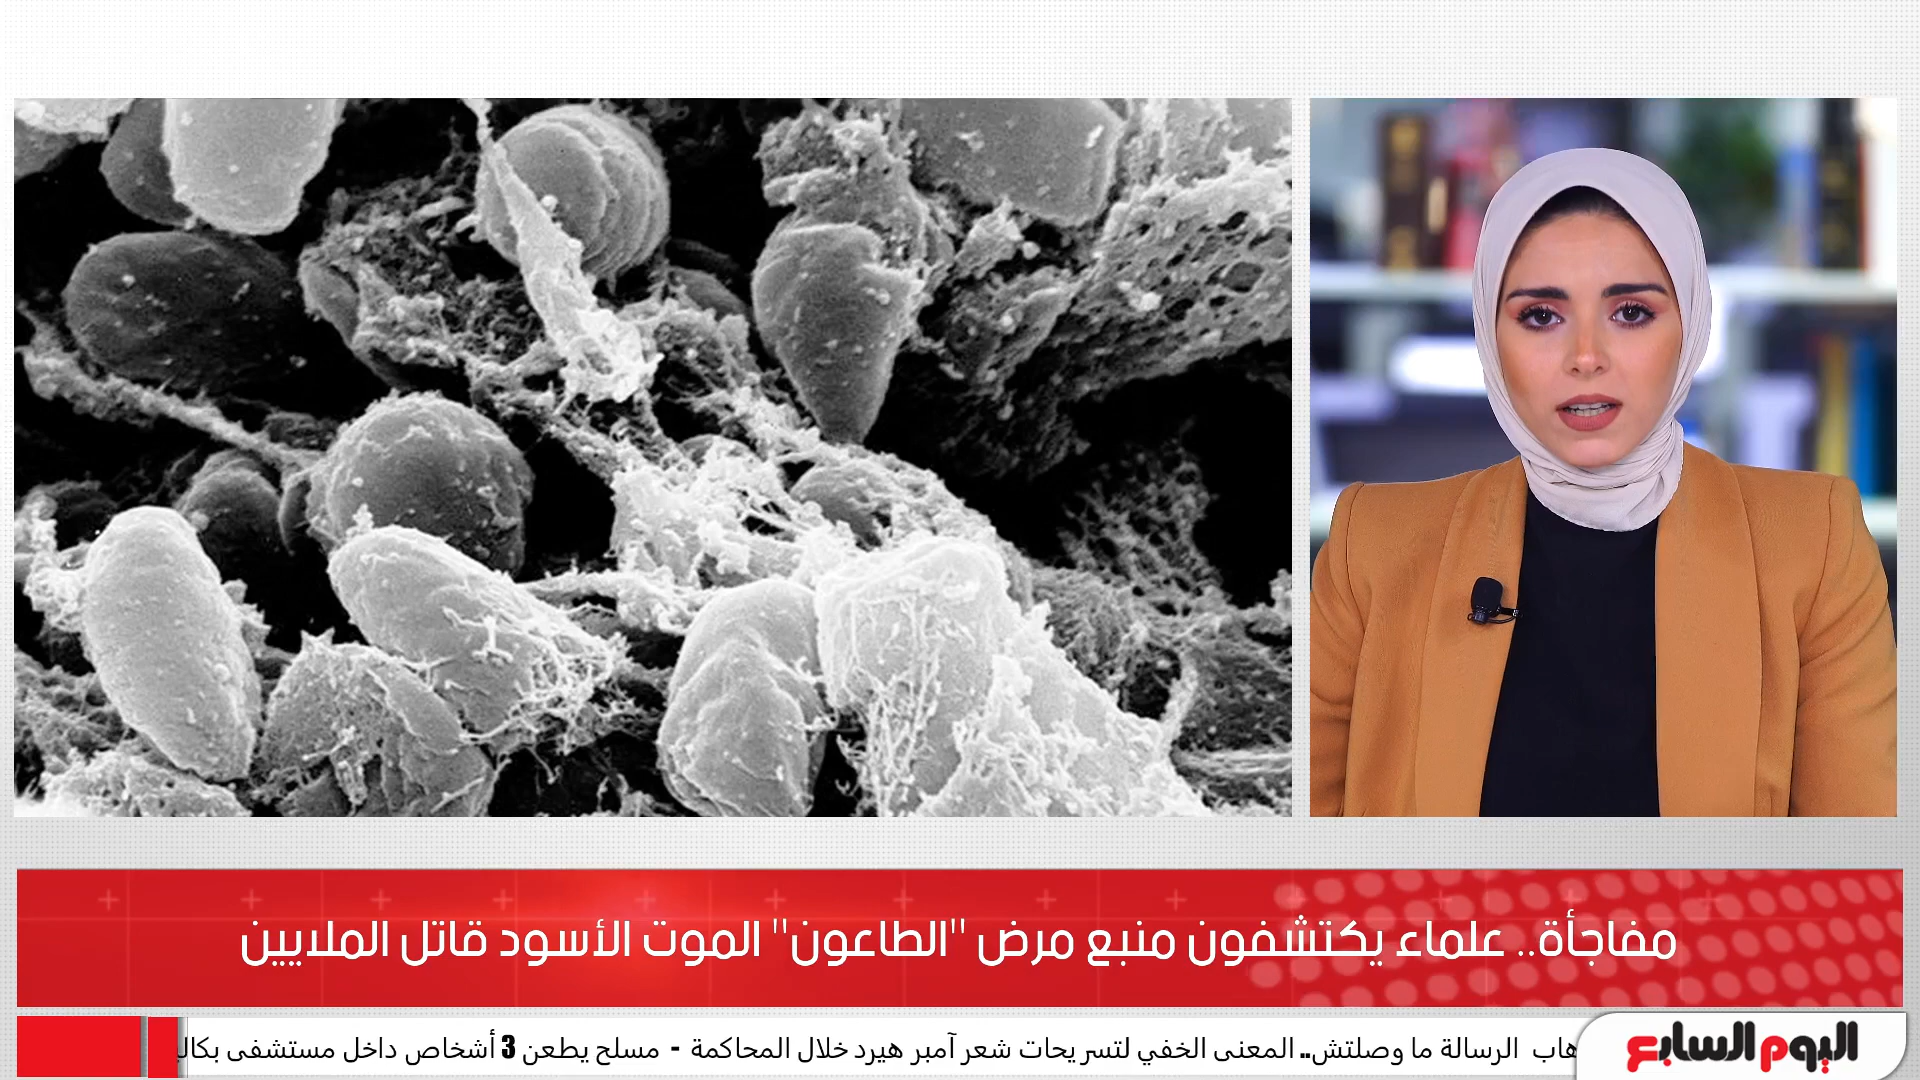 مفاجأة.. علماء يكتشفون منبع مرض "الطاعون" الموت الأسود قاتل الملايين
الرسالة ما وصلتش.. المعنى الخفي لتسريحات شعر آمبر هيرد خلال المحاكمة - مسلح يطعن 3 أشخاص داخل مستشفى
اليوم السابع